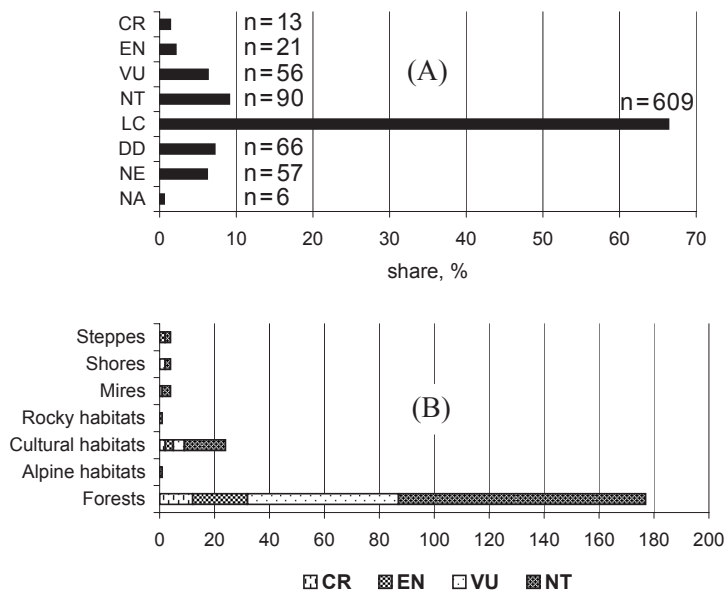 CR n=13
EN n=21
VU n=56 (A)
NT n=90
n=609
LC
DD n=66
NE n=57
NA n=6
0 10 20 30 40 50 60 70
share, %
Steppes
Shores
Mires
Rocky habitats (B)
Cultural habitats
Alpine habitats
Forests
0 20 40 60 80 100 120 140 160 180 200
CR EN VU NT